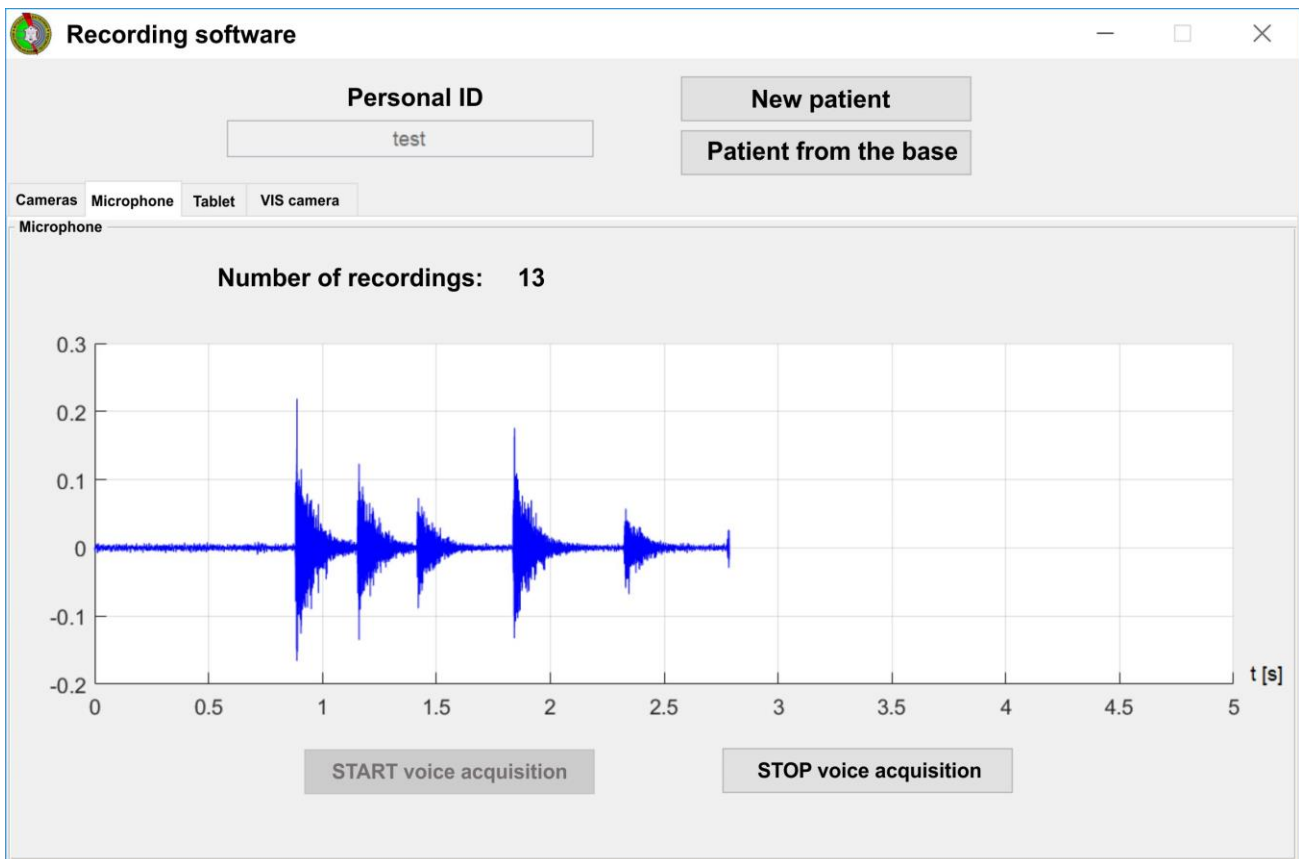 Recording software
Personal ID
New patient
test
Patient from the base
Cameras Microphone Tablet VIS camera
Microphone
Number of recordings: 13
0.3
0.2
0.1
0
-0.1
-0.2
t [s]
0 0.5 1 1.5 2 2.5 3 3.5 4 4.5 5
START voice acquisition STOP voice acquisition